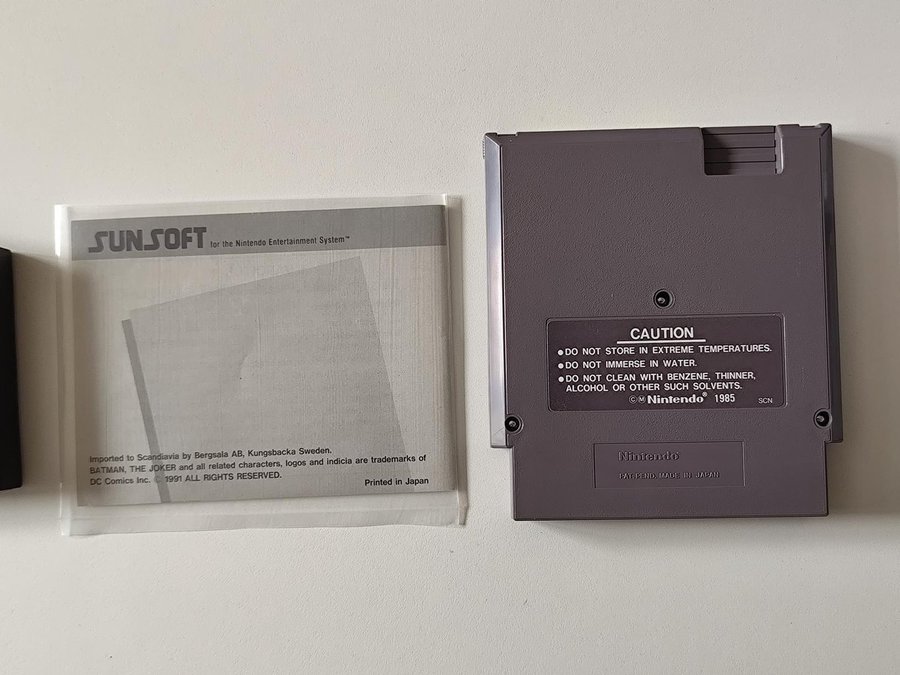 SUNSOFT for the Nintendo Entertainment System™
Imported to Scandiavia by Bergsala AB, Kungsbacka Sweden.
BATMAN, THE JOKER and all related characters, logos and indicia are trademarks of
DC Comics Inc. © 1991 ALL RIGHTS RESERVED.
Printed in Japan
CAUTION
●DO NOT STORE IN EXTREME TEMPERATURES.
●DO NOT IMMERSE IN WATER.
●DO NOT CLEAN WITH BENZENE, THINNER,
ALCOHOL OR OTHER SUCH SOLVENTS.
©Ⓜ Nintendo® 1985 SCN
Nintendo®
PAT. PEND. MADE IN JAPAN